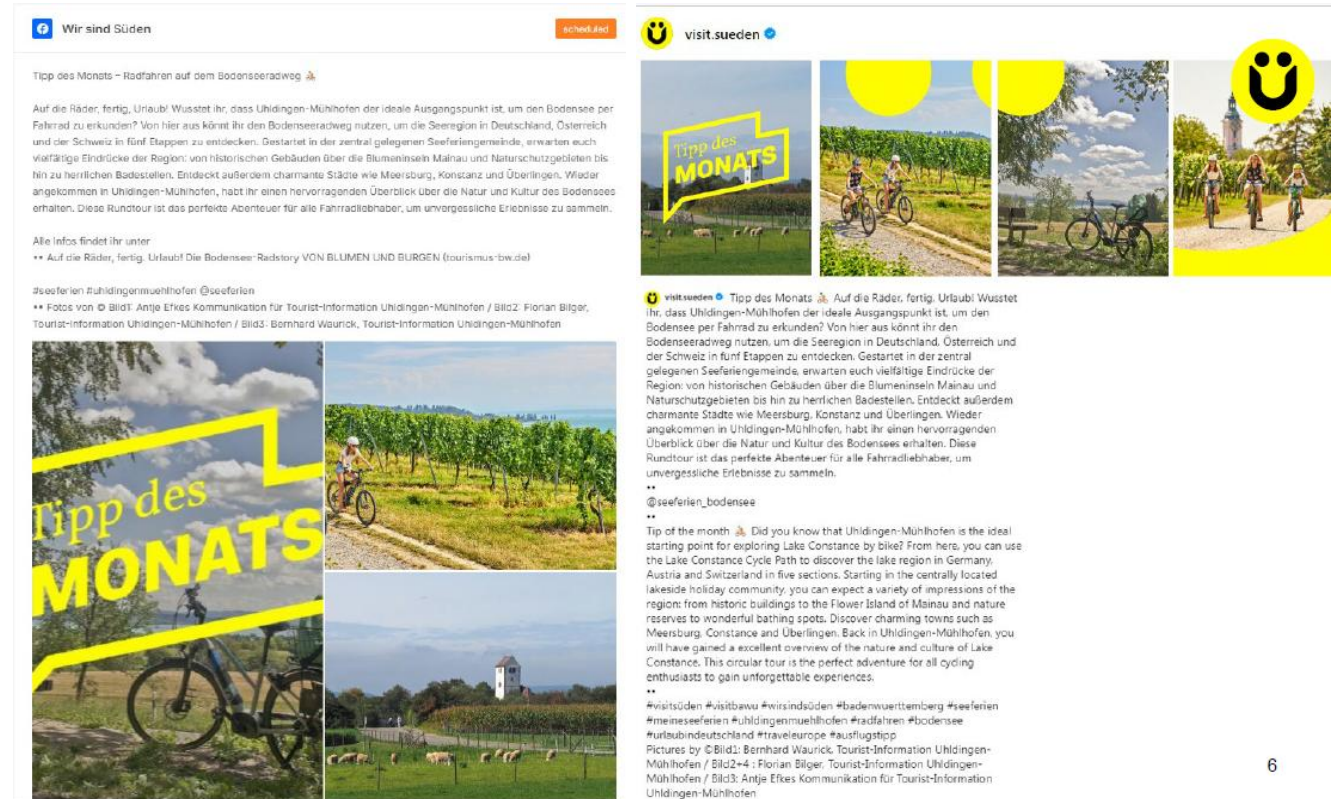 Wir sind Süden
scheduled
Tipp des Monats – Radfahren auf dem Bodenseeradweg
Auf die Räder, fertig, Urlaub! Wusstet ihr, dass Uhldingen-Mühlhofen der ideale Ausgangspunkt ist, um den Bodensee per
Fahrrad zu erkunden? Von hier aus könnt ihr den Bodenseeradweg nutzen, um die Seeregion in Deutschland, Österreich
und der Schweiz in fünf Etappen zu entdecken. Gestartet in der zentral gelegenen Seeferiengemeinde, erwarten euch
vielfältige Eindrücke der Region: von historischen Gebäuden über die Blumeninseln Mainau und Naturschutzgebieten bis
hin zu herrlichen Badestellen. Entdeckt außerdem charmante Städte wie Meersburg, Konstanz und Überlingen. Wieder
angekommen in Uhldingen-Mühlhofen, habt ihr einen hervorragenden Überblick über die Natur und Kultur des Bodensees
erhalten. Diese Rundtour ist das perfekte Abenteuer für alle Fahrradliebhaber, um unvergessliche Erlebnisse zu sammeln.
Alle Infos findet ihr unter
•• Auf die Räder, fertig, Urlaub! Die Bodensee-Radstory VON BLUMEN UND BURGEN (tourismus-bw.de)
#seeferien #uhldingenmuehlhofen @seeferien
•• Fotos von © Bild1: Antje Efkes Kommunikation für Tourist-Information Uhldingen-Mühlhofen / Bild2: Florian Bilger,
Tourist-Information Uhldingen-Mühlhofen / Bild3: Bernhard Waurick, Tourist-Information Uhldingen-Mühlhofen
Tipp des
MONATS
visit.sueden
Ü
Tipp des
MONATS
visit.sueden Tipp des Monats Auf die Räder, fertig, Urlaub! Wusstet
ihr, dass Uhldingen-Mühlhofen der ideale Ausgangspunkt ist, um den
Bodensee per Fahrrad zu erkunden? Von hier aus könnt ihr den
Bodenseeradweg nutzen, um die Seeregion in Deutschland, Österreich und
der Schweiz in fünf Etappen zu entdecken. Gestartet in der zentral
gelegenen Seeferiengemeinde, erwarten euch vielfältige Eindrücke der
Region: von historischen Gebäuden über die Blumeninseln Mainau und
Naturschutzgebieten bis hin zu herrlichen Badestellen. Entdeckt außerdem
charmante Städte wie Meersburg, Konstanz und Überlingen. Wieder
angekommen in Uhldingen-Mühlhofen, habt ihr einen hervorragenden
Überblick über die Natur und Kultur des Bodensees erhalten. Diese
Rundtour ist das perfekte Abenteuer für alle Fahrradliebhaber, um
unvergessliche Erlebnisse zu sammeln.
••
@seeferien_bodensee
••
Tip of the month Did you know that Uhldingen-Mühlhofen is the ideal
starting point for exploring Lake Constance by bike? From here, you can use
the Lake Constance Cycle Path to discover the lake region in Germany,
Austria and Switzerland in five sections. Starting in the centrally located
lakeside holiday community, you can expect a variety of impressions of the
region: from historic buildings to the Flower Island of Mainau and nature
reserves to wonderful bathing spots. Discover charming towns such as
Meersburg, Constance and Überlingen. Back in Uhldingen-Mühlhofen, you
will have gained a excellent overview of the nature and culture of Lake
Constance. This circular tour is the perfect adventure for all cycling
enthusiasts to gain unforgettable experiences.
••
#visitsüden #visitbawu #wirsindsüden #badenwuerttemberg #seeferien
#meineseeferien #uhldingenmuehlhofen #radfahren #bodensee
#urlaubindeutschland #traveleurope #ausflugstipp
Pictures by ©Bild1: Bernhard Waurick, Tourist-Information Uhldingen-
Mühlhofen / Bild2+4 : Florian Bilger, Tourist-Information Uhldingen-
Mühlhofen / Bild3: Antje Efkes Kommunikation für Tourist-Information
Uhldingen-Mühlhofen
6